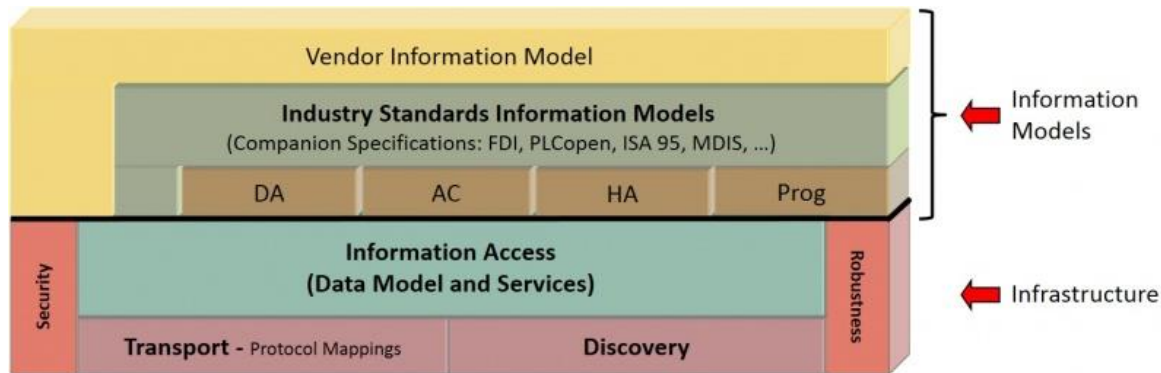 Vendor Information Model
Industry Standards Information Models
(Companion Specifications: FDI, PLCopen, ISA 95, MDIS, ...)
DA
AC
HA
Prog
Information
Models
Security
Information Access
(Data Model and Services)
Robustness
Infrastructure
Transport - Protocol Mappings
Discovery